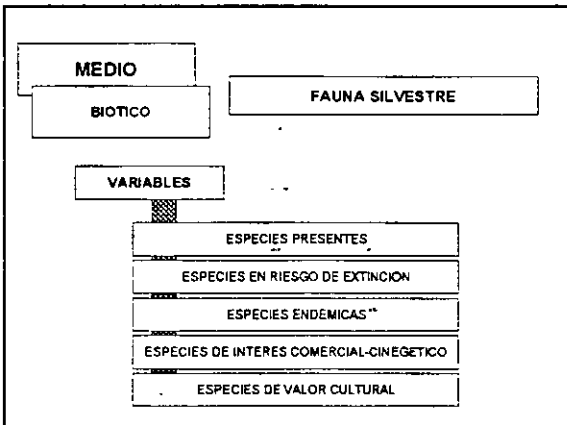 MEDIO
BIOTICO
FAUNA SILVESTRE
VARIABLES
ESPECIES PRESENTES
ESPECIES EN RIESGO DE EXTINCION
ESPECIES ENDEMICAS
ESPECIES DE INTERES COMERCIAL-CINEGETICO
ESPECIES DE VALOR CULTURAL